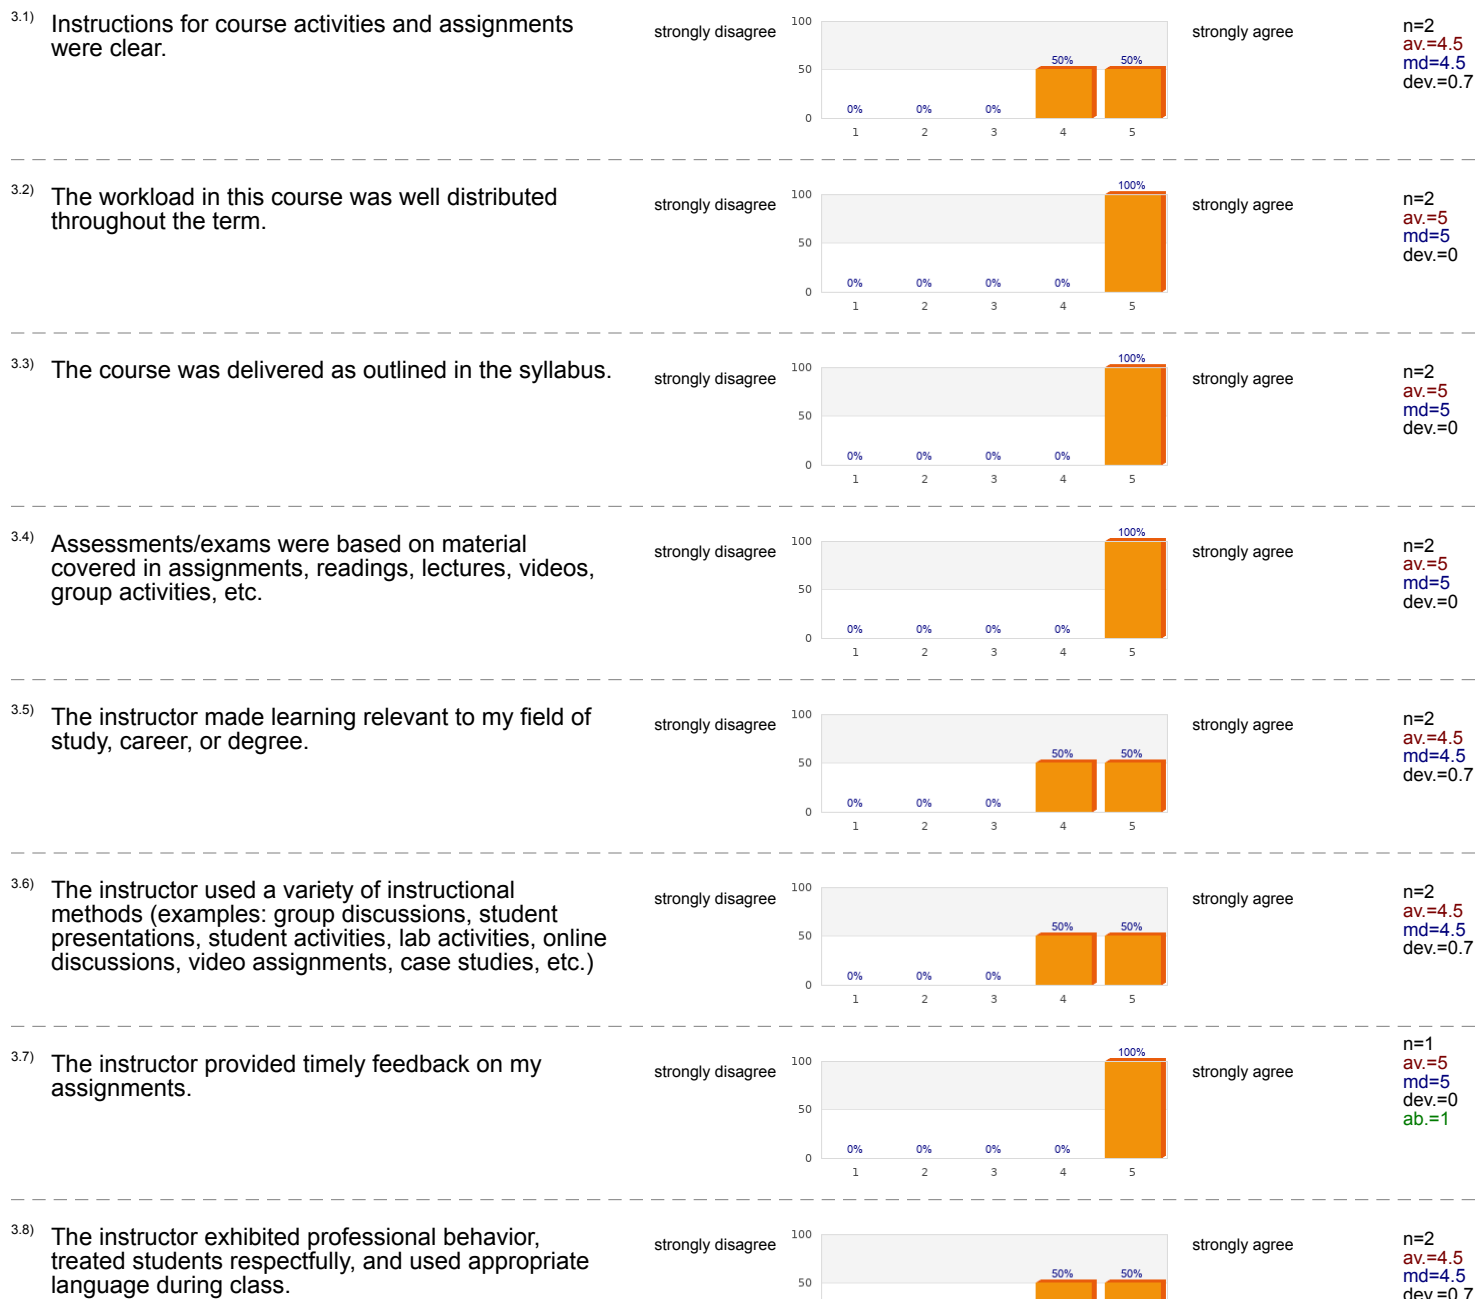 3.1) Instructions for course activities and assignments
were clear.
strongly disagree
100
50
0
0% 0% 0% 50% 50%
1 2 3 4 5
strongly agree
n=2
av.=4.5
md=4.5
dev.=0.7
3.2) The workload in this course was well distributed
throughout the term.
strongly disagree
100
50
0
0% 0% 0% 0% 100%
1 2 3 4 5
strongly agree
n=2
av.=5
md=5
dev.=0
3.3) The course was delivered as outlined in the syllabus.
strongly disagree
100
50
0
0% 0% 0% 0% 100%
1 2 3 4 5
strongly agree
n=2
av.=5
md=5
dev.=0
3.4) Assessments/exams were based on material
covered in assignments, readings, lectures, videos,
group activities, etc.
strongly disagree
100
50
0
0% 0% 0% 0% 100%
1 2 3 4 5
strongly agree
n=2
av.=5
md=5
dev.=0
3.5) The instructor made learning relevant to my field of
study, career, or degree.
strongly disagree
100
50
0
0% 0% 0% 50% 50%
1 2 3 4 5
strongly agree
n=2
av.=4.5
md=4.5
dev.=0.7
3.6) The instructor used a variety of instructional
methods (examples: group discussions, student
presentations, student activities, lab activities, online
discussions, video assignments, case studies, etc.)
strongly disagree
100
50
0
0% 0% 0% 50% 50%
1 2 3 4 5
strongly agree
n=2
av.=4.5
md=4.5
dev.=0.7
3.7) The instructor provided timely feedback on my
assignments.
strongly disagree
100
50
0
0% 0% 0% 0% 100%
1 2 3 4 5
strongly agree
n=1
av.=5
md=5
dev.=0
ab.=1
3.8) The instructor exhibited professional behavior,
treated students respectfully, and used appropriate
language during class.
strongly disagree
100
50
50% 50%
strongly agree
n=2
av.=4.5
md=4.5
dev.=0.7